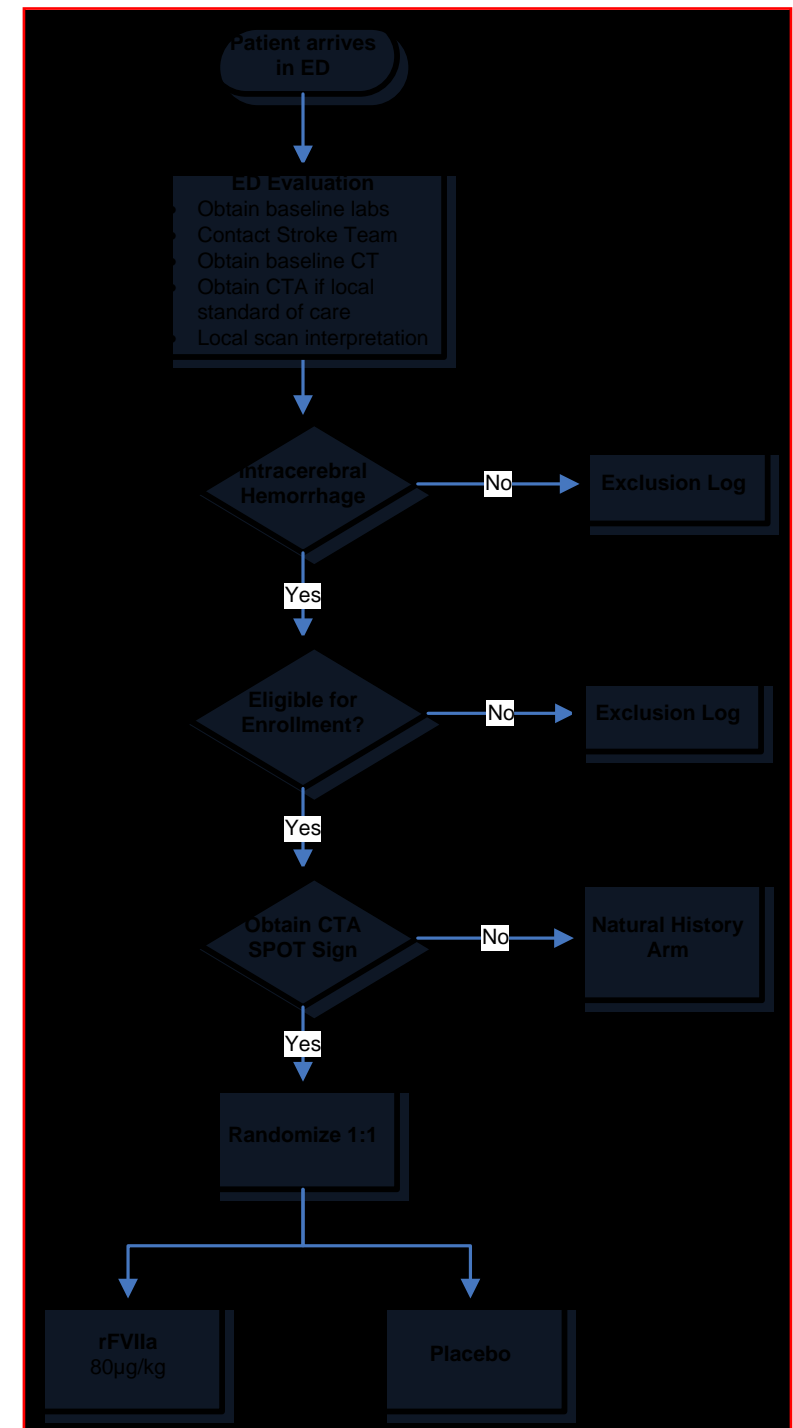 Patient arrives
in ED
ED Evaluation
Obtain baseline labs
Contact Stroke Team
Obtain baseline CT
Obtain CTA if local
standard of care
Local scan interpretation
Intracerebral
Hemorrhage
No
Exclusion Log
Yes
Eligible for
Enrollment?
No
Exclusion Log
Yes
Obtain CTA
SPOT Sign
No
Natural History
Arm
Yes
Randomize 1:1
rFVIIa
80µg/kg
Placebo